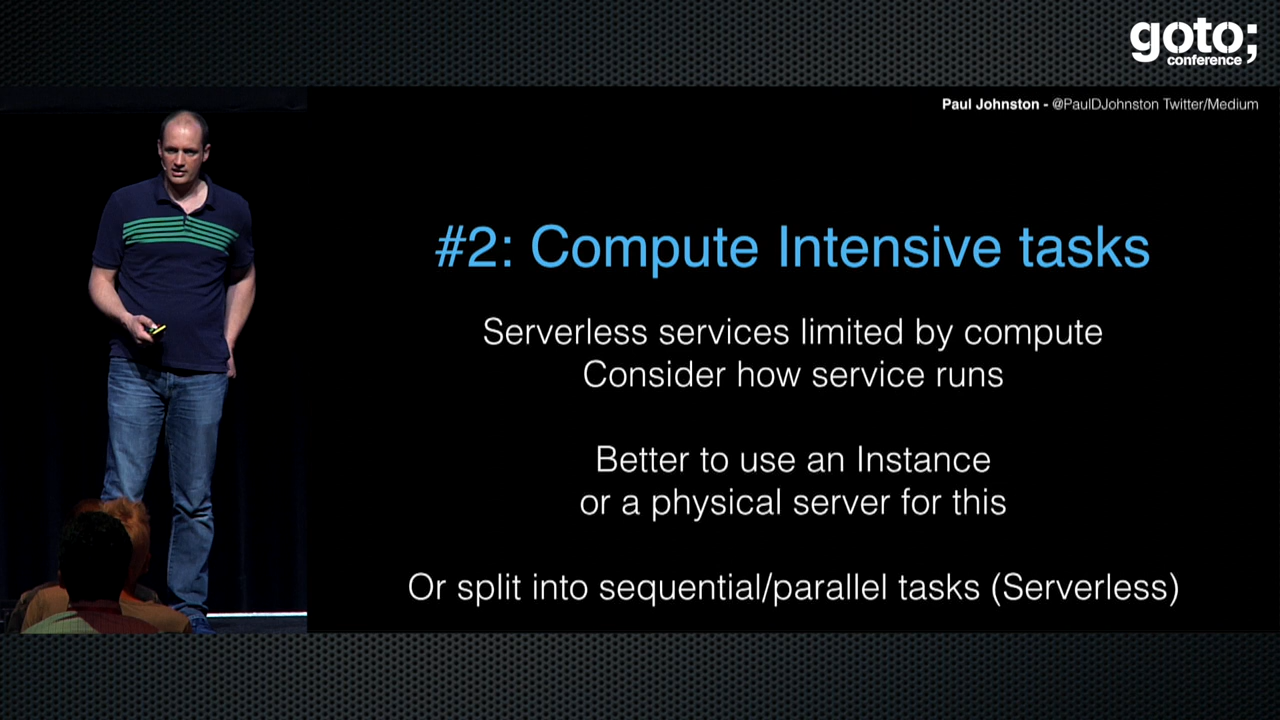 goto;
conference
Paul Johnston - @PaulDJohnston Twitter/Medium
#2: Compute Intensive tasks
Serverless services limited by compute
Consider how service runs
Better to use an Instance
or a physical server for this
Or split into sequential/parallel tasks (Serverless)